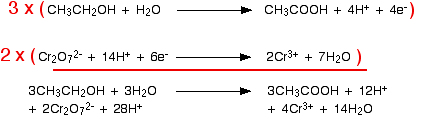 3 x ( CH₃CH₂OH + H₂O ⟶ CH₃COOH + 4H⁺ + 4e⁻ )
2 x ( Cr₂O₇²⁻ + 14H⁺ + 6e⁻ ⟶ 2Cr³⁺ + 7H₂O )
3CH₃CH₂OH + 3H₂O ⟶ 3CH₃COOH + 12H⁺
+ 2Cr₂O₇²⁻ + 28H⁺ + 4Cr³⁺ + 14H₂O